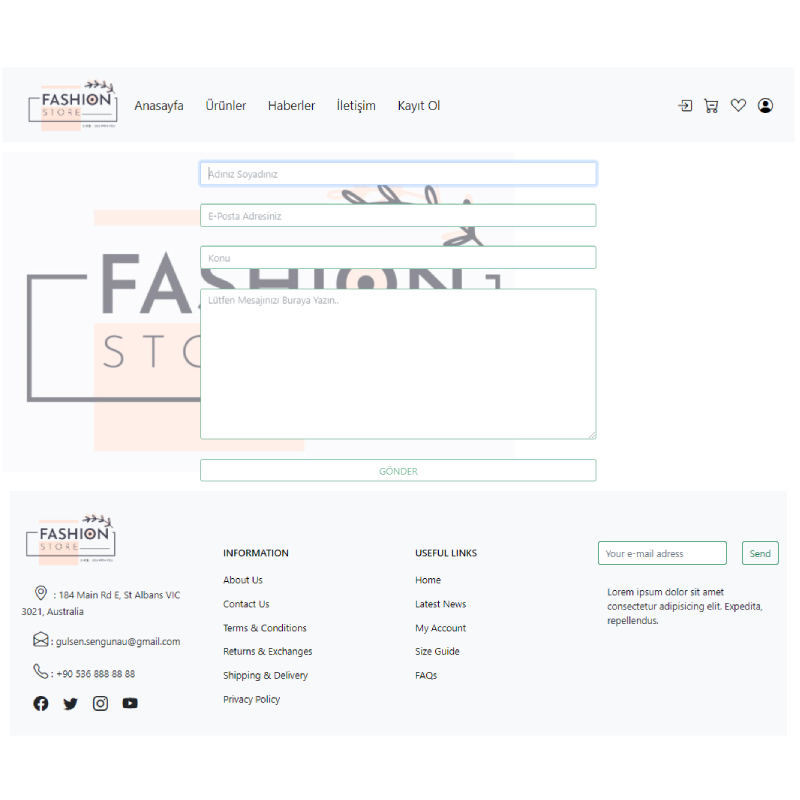 FASHION
STORE
Anasayfa Ürünler Haberler İletişim Kayıt Ol
Adınız Soyadınız
E-Posta Adresiniz
Konu
FASHION
STO
Lütfen Mesajınızı Buraya Yazın..
GÖNDER
FASHION
STORE
: 184 Main Rd E, St Albans VIC
3021, Australia
: gulsen.sengunau@gmail.com
: +90 536 888 88 88
INFORMATION
About Us
Contact Us
Terms & Conditions
Returns & Exchanges
Shipping & Delivery
Privacy Policy
USEFUL LINKS
Home
Latest News
My Account
Size Guide
FAQs
Your e-mail adress Send
Lorem ipsum dolor sit amet
consectetur adipisicing elit. Expedita,
repellendus.